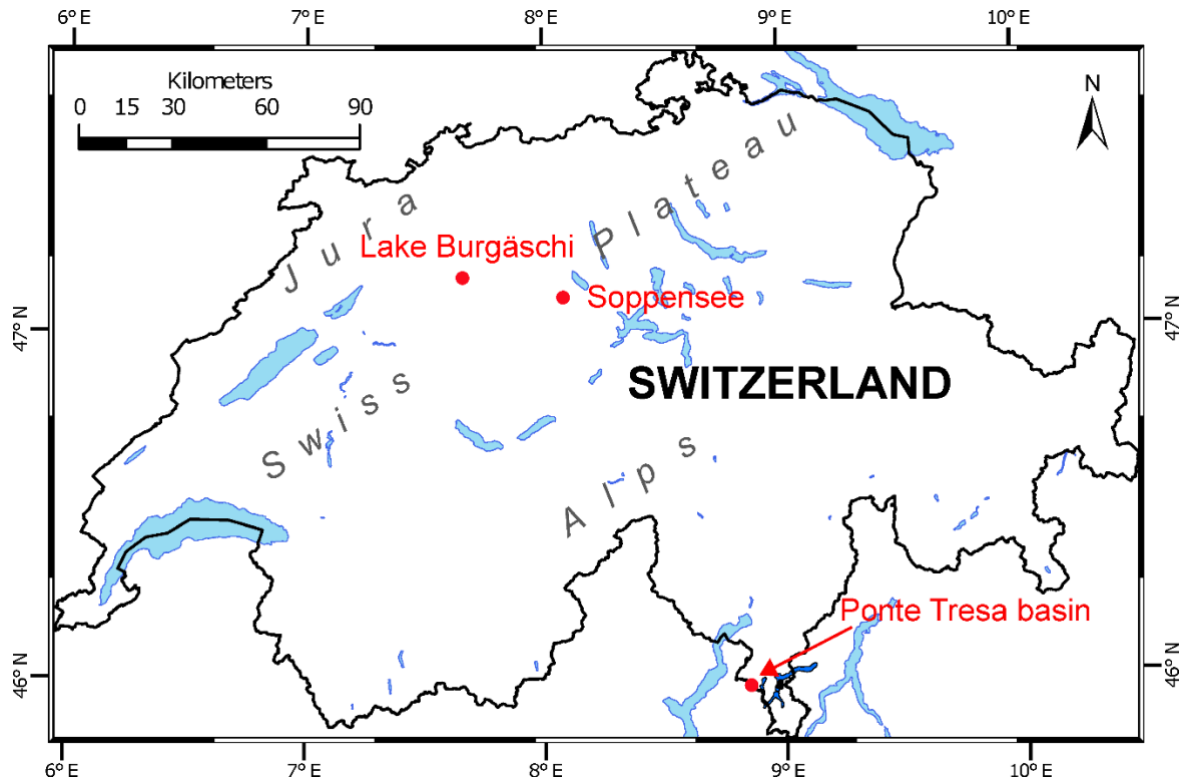 6° E 7° E 8° E 9° E 10° E
Kilometers
0 15 30 60 90
N
Jura
Plateau
Lake Burgäschi
Soppensee
47° N
47° N
SWITZERLAND
Swiss
Alps
Ponte Tresa basin
46° N
46° N
6° E 7° E 8° E 9° E 10° E